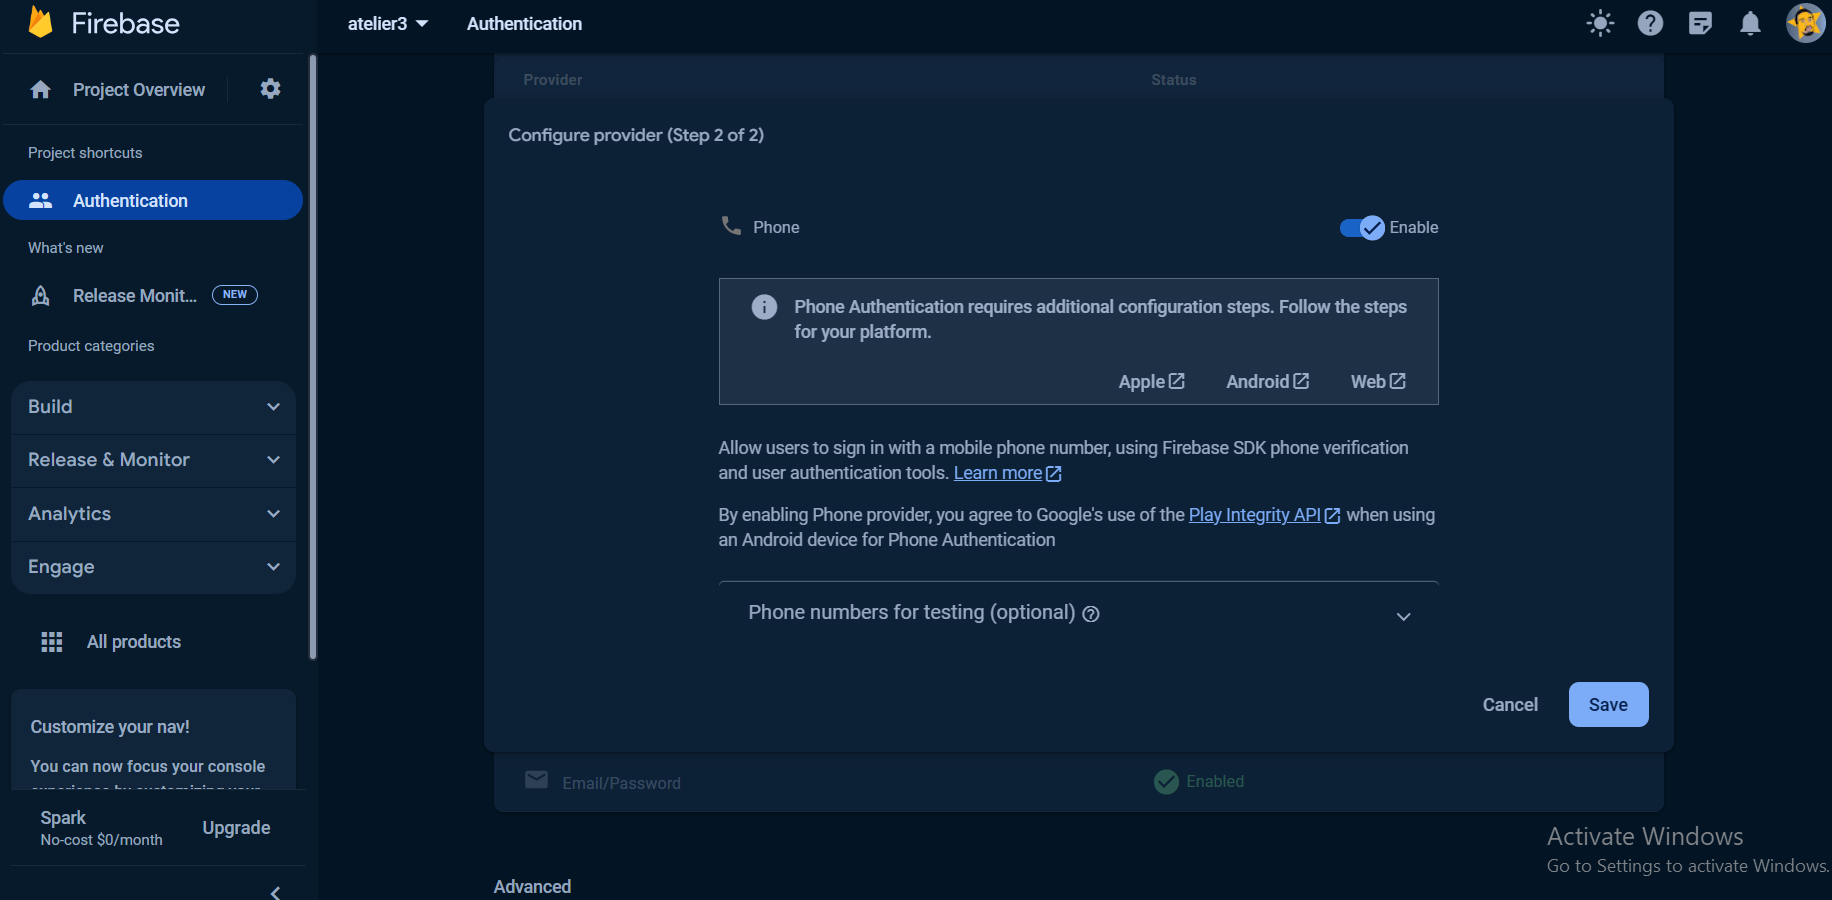 Firebase
atelier3
Authentication
Project Overview
Project shortcuts
Authentication
What's new
Release Monit... NEW
Product categories
Build
Release & Monitor
Analytics
Engage
All products
Customize your nav!
You can now focus your console
experience by customizing your
Spark
No-cost $0/month
Upgrade
Provider Status
Configure provider (Step 2 of 2)
Phone Enable
Phone Authentication requires additional configuration steps. Follow the steps
for your platform.
Apple Android Web
Allow users to sign in with a mobile phone number, using Firebase SDK phone verification
and user authentication tools. Learn more
By enabling Phone provider, you agree to Google's use of the Play Integrity API when using
an Android device for Phone Authentication
Phone numbers for testing (optional)
Cancel Save
Email/Password Enabled
Advanced
Activate Windows
Go to Settings to activate Windows.